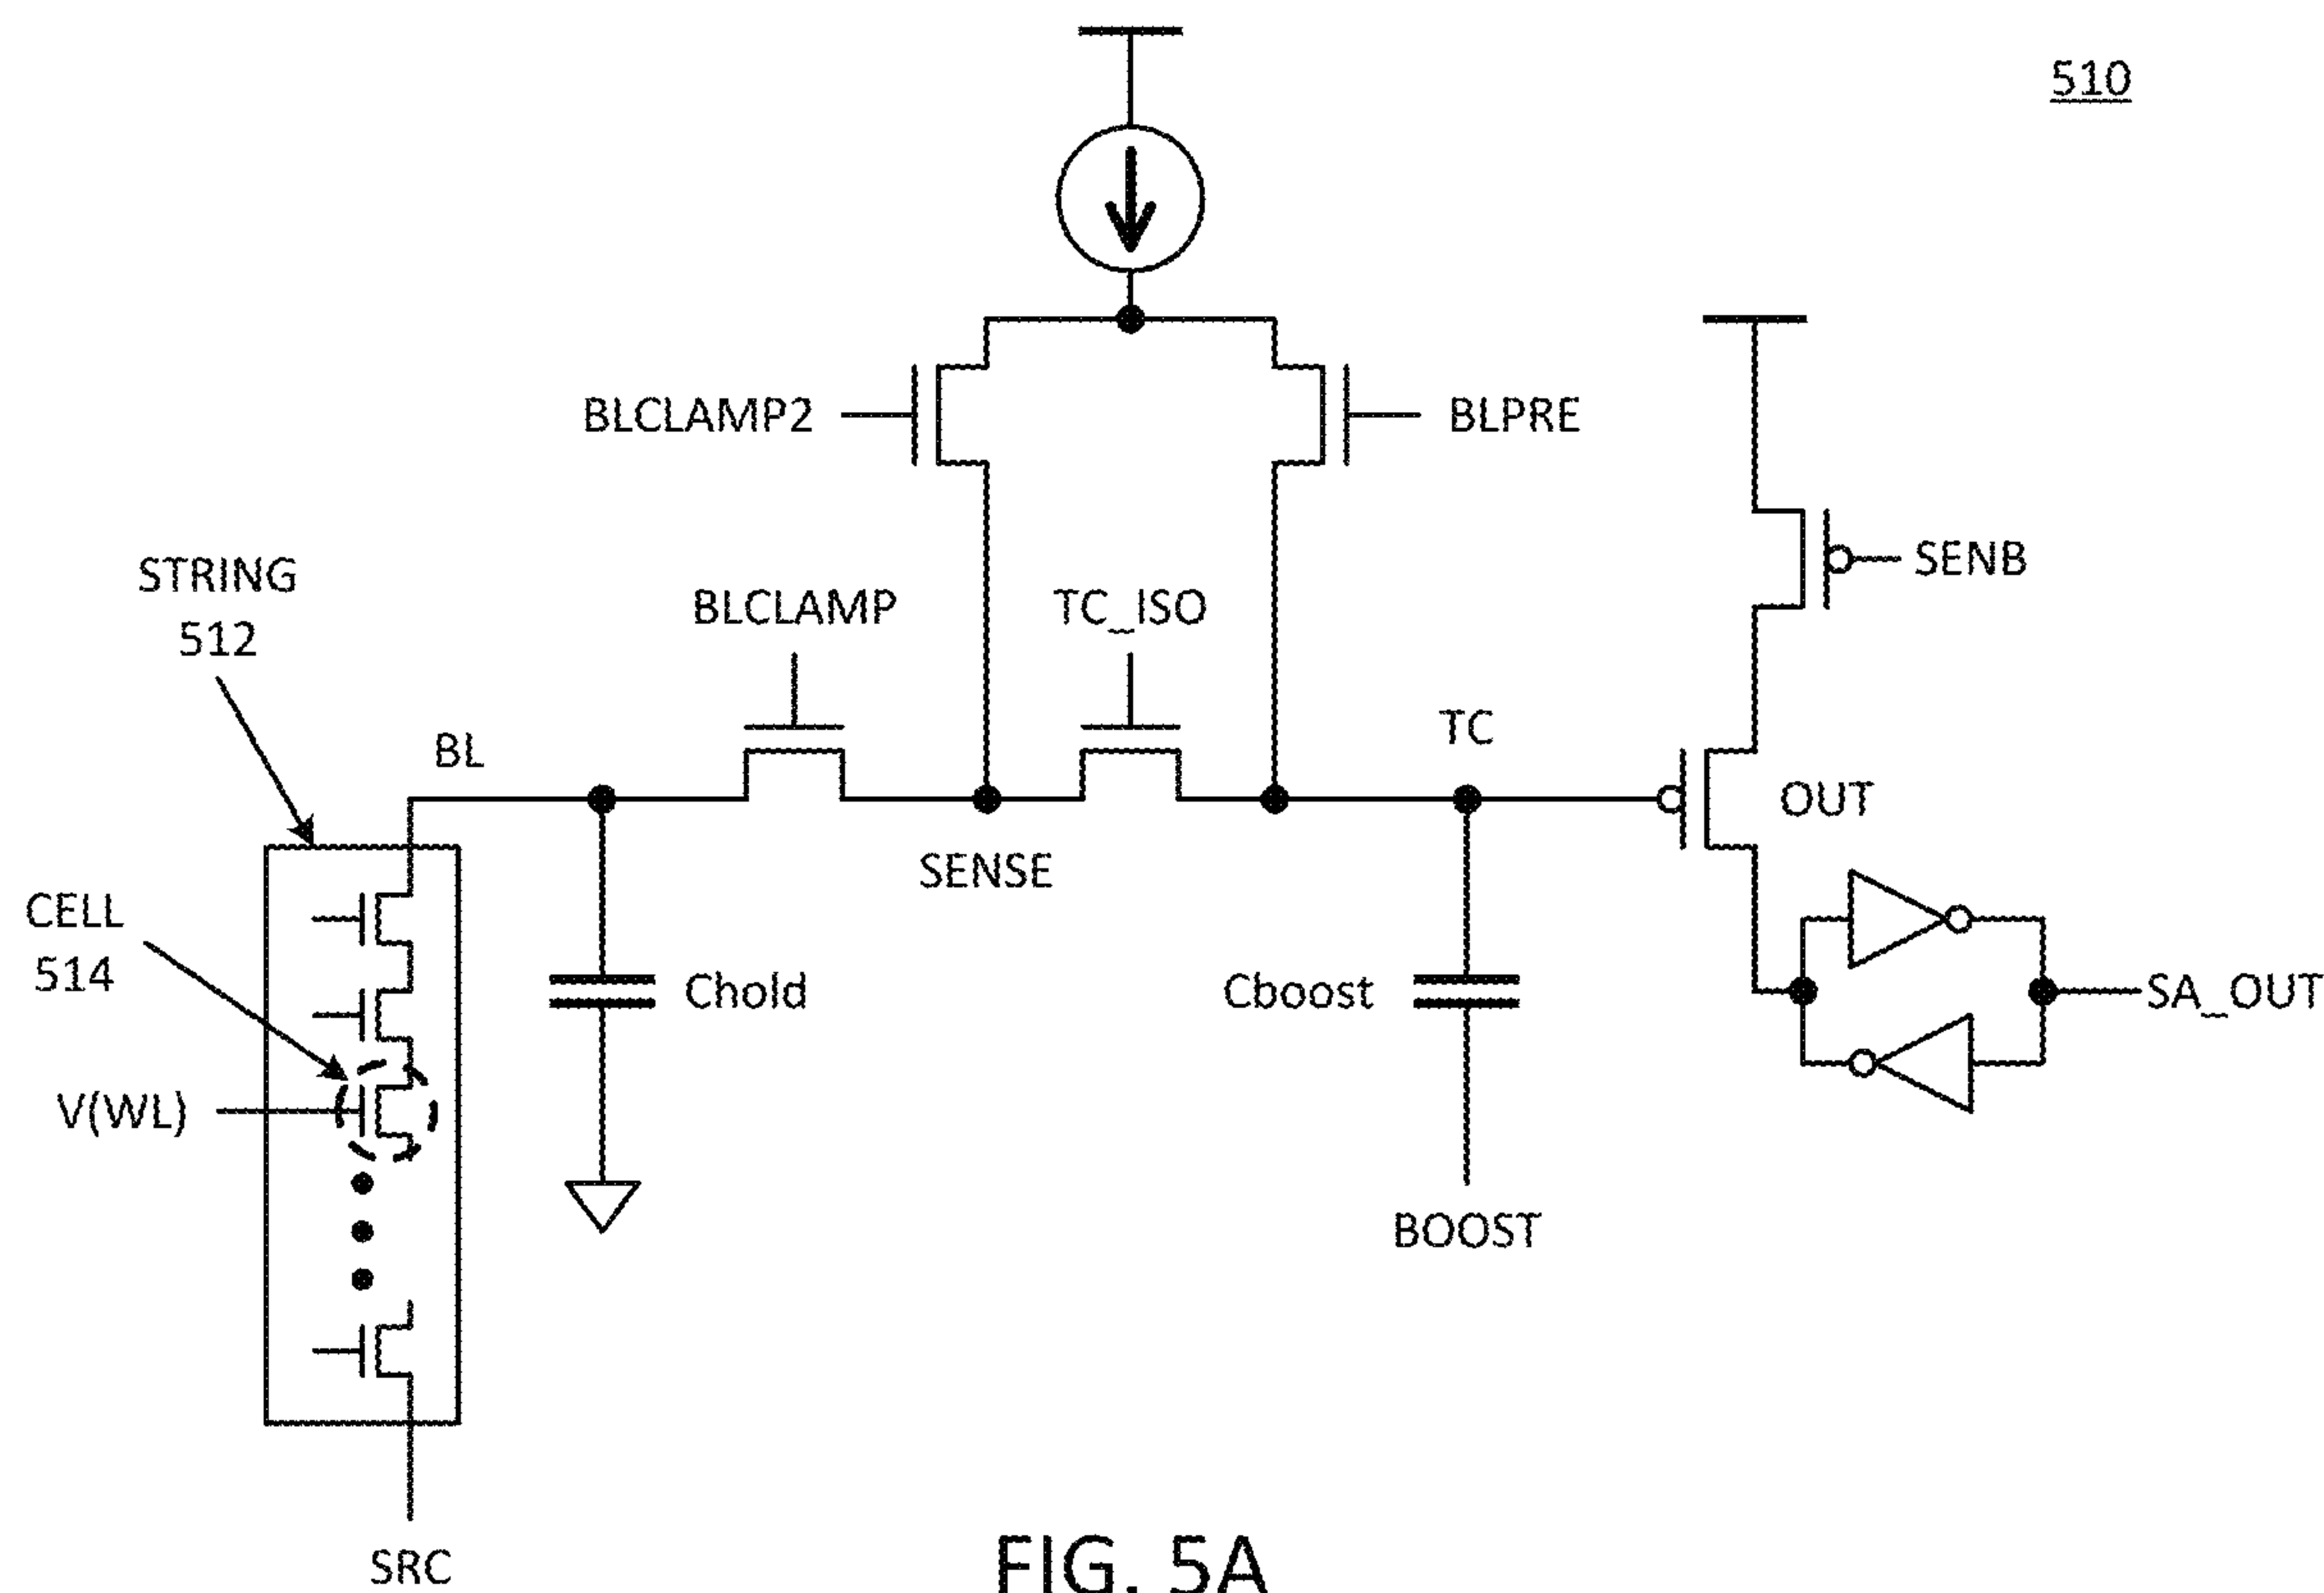 510
BLCLAMP2
BLPRE
STRING
512
BLCLAMP
TC_ISO
SENB
BL
TC
OUT
SENSE
CELL
514
Chold
Cboost
SA_OUT
V(WL)
BOOST
SRC
FIG. 5A